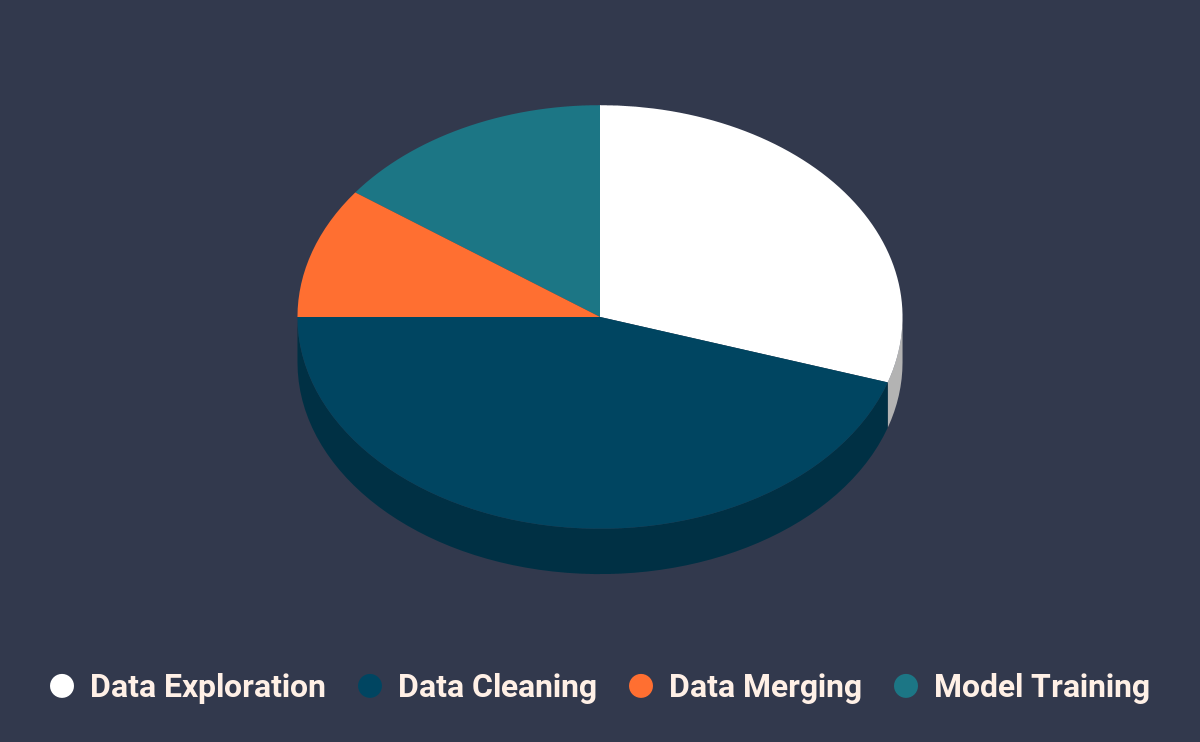 Data Exploration Data Cleaning Data Merging Model Training